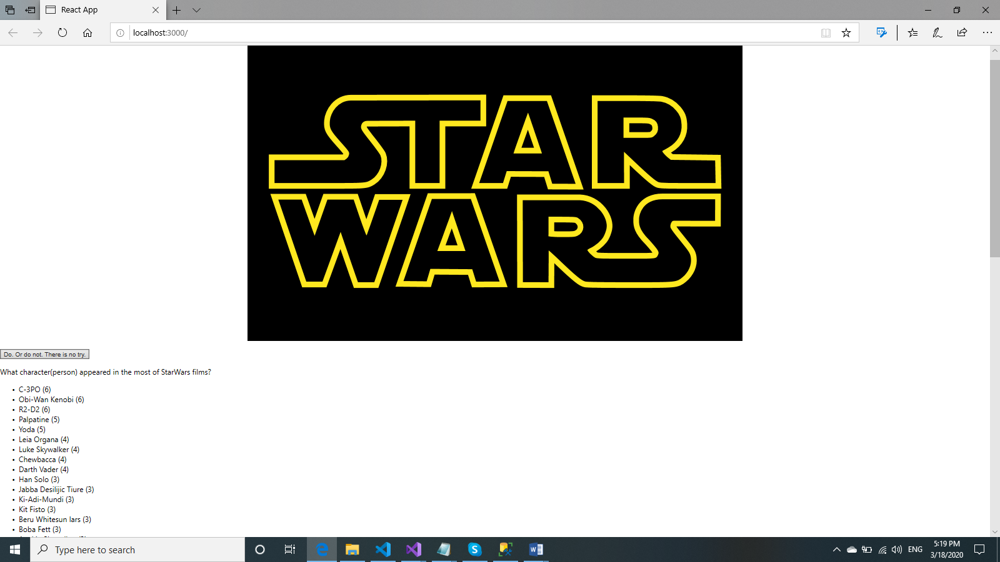 React App
localhost:3000/
STAR
WARS
Do. Or do not. There is no try.
What character(person) appeared in the most of StarWars films?
• C-3PO (6)
• Obi-Wan Kenobi (6)
• R2-D2 (6)
• Palpatine (5)
• Yoda (5)
• Leia Organa (4)
• Luke Skywalker (4)
• Chewbacca (4)
• Darth Vader (4)
• Han Solo (3)
• Jabba Desilijic Tiure (3)
• Ki-Adi-Mundi (3)
• Kit Fisto (3)
• Beru Whitesun lars (3)
• Boba Fett (3)
Type here to search
ENG
5:19 PM
3/18/2020